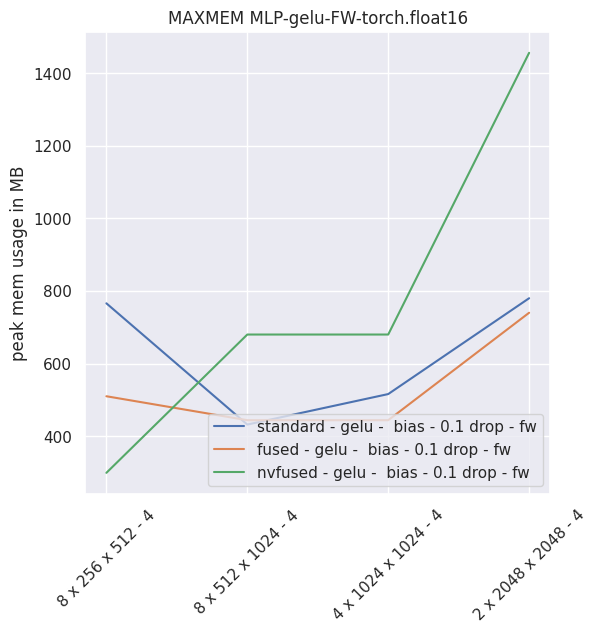 MAXMEM MLP-gelu-FW-torch.float16
peak mem usage in MB
1400
1200
1000
800
600
400
standard - gelu -  bias - 0.1 drop - fw
fused - gelu -  bias - 0.1 drop - fw
nvfused - gelu -  bias - 0.1 drop - fw
8 x 256 x 512 - 4
8 x 512 x 1024 - 4
4 x 1024 x 1024 - 4
2 x 2048 x 2048 - 4